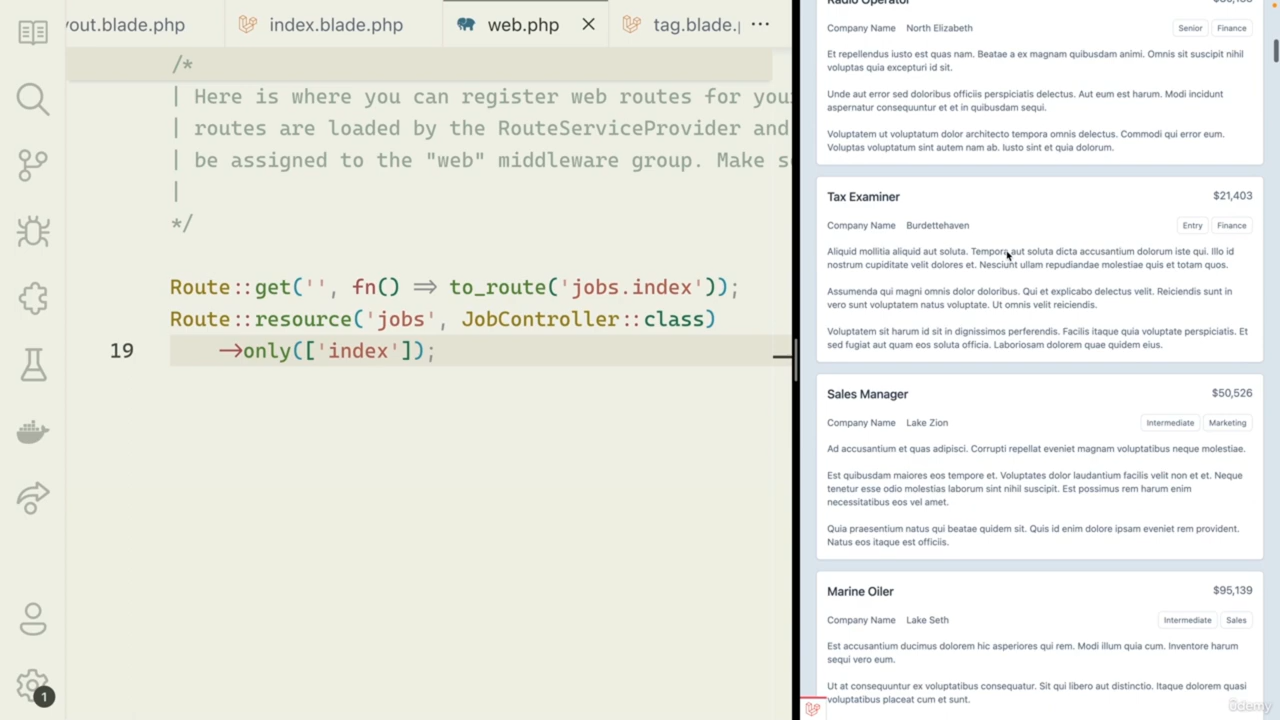 yout.blade.php
index.blade.php
web.php
tag.blade.p
/*
| Here is where you can register web routes for you
| routes are loaded by the RouteServiceProvider and
| be assigned to the "web" middleware group. Make s
|
*/
Route::get('', fn() => to_route('jobs.index'));
Route::resource('jobs', JobController::class)
19 ->only(['index']);
1
Radio Operator
Company Name North Elizabeth Senior Finance
Et repellendus iusto est quas nam. Beatae a ex magnam quibusdam animi. Omnis sit suscipit nihil
voluptas quia excepturi id sit.
Unde aut error sed doloribus officiis perspiciatis delectus. Aut eum est harum. Modi incidunt
aspernatur consequuntur et et in quibusdam sequi.
Voluptatem ut voluptatum dolor architecto tempora omnis delectus. Commodi qui error eum.
Voluptas voluptatum sint autem nam ab. Iusto sint et quia dolorum.
Tax Examiner $21,403
Company Name Burdettehaven Entry Finance
Aliquid mollitia aliquid aut soluta. Tempora aut soluta dicta accusantium dolorum iste qui. Illo id
nostrum cupiditate velit dolores et. Nesciunt ullam repudiandae molestiae quis et totam quos.
Assumenda qui magni omnis dolor doloribus. Qui et explicabo delectus velit. Reiciendis sunt in
vero sunt voluptatem natus voluptate. Ut omnis velit reiciendis.
Voluptatem sit harum id sit in dignissimos perferendis. Facilis itaque quia voluptate perspiciatis. Et
sed fugiat aut quam eos soluta officia. Laboriosam dolorem quae quidem eius.
Sales Manager $50,526
Company Name Lake Zion Intermediate Marketing
Ad accusantium et quas adipisci. Corrupti repellat eveniet magnam voluptatibus neque molestiae.
Est quibusdam maiores eos tempore et. Voluptates dolor laudantium facilis velit non et et. Neque
tenetur esse odio molestias laborum sint nihil suscipit. Est possimus rem harum enim
necessitatibus eos vel amet.
Quia praesentium natus qui beatae quidem sit. Quis id enim dolore ipsam eveniet rem provident.
Natus eos itaque est officiis.
Marine Oiler $95,139
Company Name Lake Seth Intermediate Sales
Est accusantium ducimus dolorem hic asperiores qui rem. Modi illum quia cum. Inventore harum
sequi vero eum.
Ut at consequuntur ex voluptatibus consequatur. Sit qui libero aut distinctio. Itaque dolorem quasi
voluptas placeat cum et sunt.
ûdemy